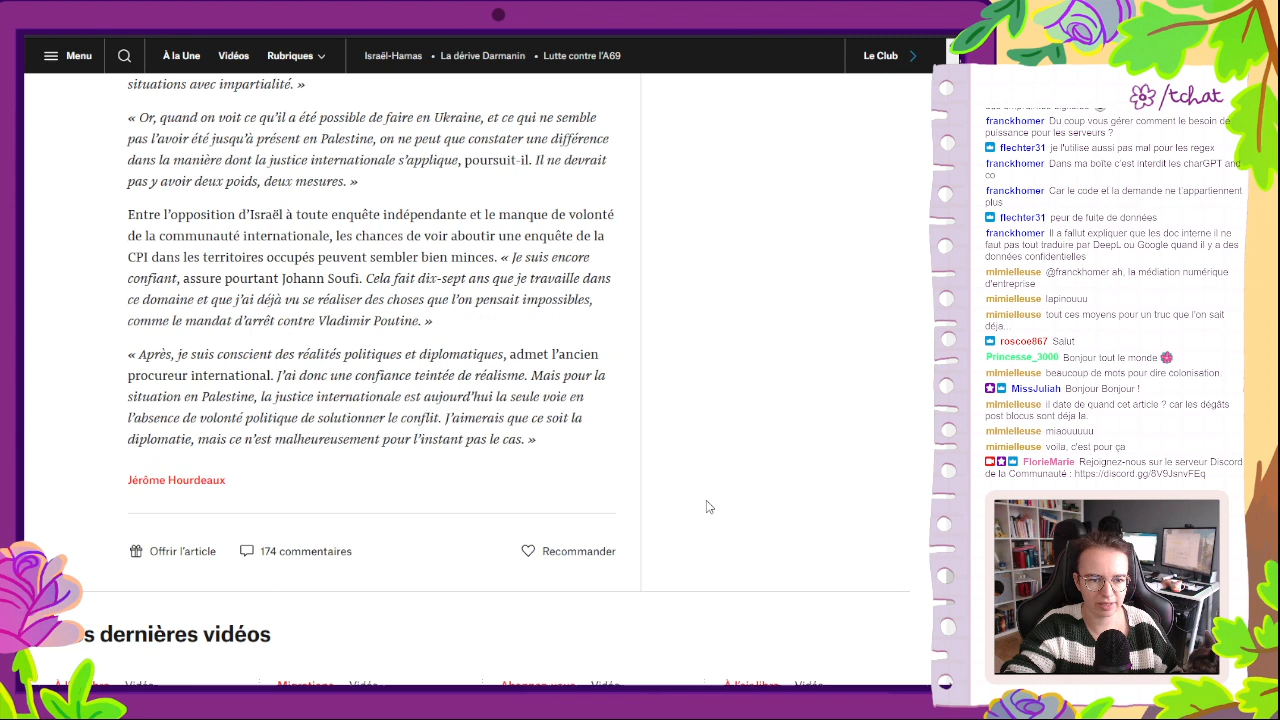 Menu
À la Une
Vidéos
Rubriques
Israël-Hamas
• La dérive Darmanin
• Lutte contre l'A69
Le Club
situations avec impartialité. »
« Or, quand on voit ce qu'il a été possible de faire en Ukraine, et ce qui ne semble
pas l'avoir été jusqu'à présent en Palestine, on ne peut que constater une différence
dans la manière dont la justice internationale s'applique, poursuit-il. Il ne devrait
pas y avoir deux poids, deux mesures. »
Entre l'opposition d'Israël à toute enquête indépendante et le manque de volonté
de la communauté internationale, les chances de voir aboutir une enquête de la
CPI dans les territoires occupés peuvent sembler bien minces. « Je suis encore
confiant, assure pourtant Johann Soufi. Cela fait dix-sept ans que je travaille dans
ce domaine et que j'ai déjà vu se réaliser des choses que l'on pensait impossibles,
comme le mandat d'arrêt contre Vladimir Poutine. »
« Après, je suis conscient des réalités politiques et diplomatiques, admet l'ancien
procureur international. J'ai donc une confiance teintée de réalisme. Mais pour la
situation en Palestine, la justice internationale est aujourd'hui la seule voie en
l'absence de volonté politique de solutionner le conflit. J'aimerais que ce soit la
diplomatie, mais ce n'est malheureusement pour l'instant pas le cas. »
Jérôme Hourdeaux
Offrir l'article
174 commentaires
Recommander
s dernières vidéos
Vidéo
Migrations
Vidéo
Abonnez-vous
Vidéo
À l'air libre
Vidéo
/tchat
franckhomer Du coup vous gérer comment le besoin de
puissance pour les serveurs ?
flechter31 je l'utilise aussi pas mal pour les regex
franckhomer Dans ma boîte c'est interdit les charGPT and
co
franckhomer Car le code et la demande ne t'appartiennent
plus
flechter31 peur de fuite de données
franckhomer Il a fallut expliquer que les doc interne il ne
faut pas tout traduire par DeepL ou Google quand il y a des
données confidentielles
mimielleuse @franckhomer ah, la médiation numérique
d'entreprise
mimielleuse lapinouuu
mimielleuse tout ces moyens pour un truc que l'on sait
déja...
roscoe867 Salut
Princesse_3000 Bonjour tout le monde
mimielleuse beaucoup de mots pour dire colonisation.
MissJuliah Bonjour Bonjour !
mimielleuse il date de quand cet article ? car les dégâts
post blocus sont déja la.
mimielleuse miaouuuuu
mimielleuse voila, c'est pour ça
FlorieMarie Rejoignez-nous sur le serveur Discord
de la Communauté : https://discord.gg/8V9JsnvFEq